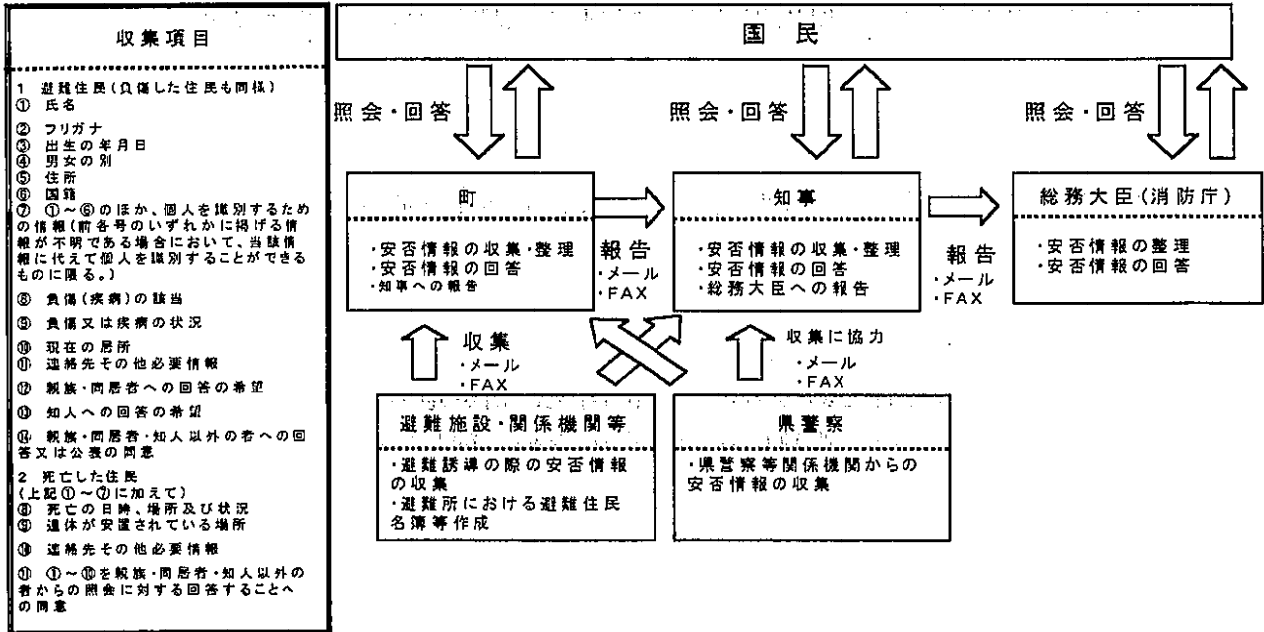 収集項目
1 避難住民(負傷した住民も同様)
① 氏名
② フリガナ
③ 出生の年月日
④ 男女の別
⑤ 住所
⑥ 国籍
⑦ ①~⑥のほか、個人を識別するため
の情報(前各号のいずれかに掲げる情
報が不明である場合において、当該情
報に代えて個人を識別することができる
ものに限る。)
⑧ 負傷(疾病)の該当
⑨ 負傷又は疾病の状況
⑩ 現在の居所
⑪ 連絡先その他必要情報
⑫ 親族・同居者への回答の希望
⑬ 知人への回答の希望
⑭ 親族・同居者・知人以外の者への回
答又は公表の同意
2 死亡した住民
(上記①~⑦に加えて)
⑧ 死亡の日時、場所及び状況
⑨ 遺体が安置されている場所
⑩ 連絡先その他必要情報
⑪ ①~⑩を親族・同居者・知人以外の
者からの照会に対する回答することへ
の同意
国民
照会・回答
照会・回答
照会・回答
町
・安否情報の収集・整理
・安否情報の回答
・知事への報告
報告
・メール
・FAX
知事
・安否情報の収集・整理
・安否情報の回答
・総務大臣への報告
報告
・メール
・FAX
総務大臣(消防庁)
・安否情報の整理
・安否情報の回答
収集
・メール
・FAX
収集に協力
・メール
・FAX
避難施設・関係機関等
・避難誘導の際の安否情報
の収集
・避難所における避難住民
名簿等作成
県警察
・県警察等関係機関からの
安否情報の収集